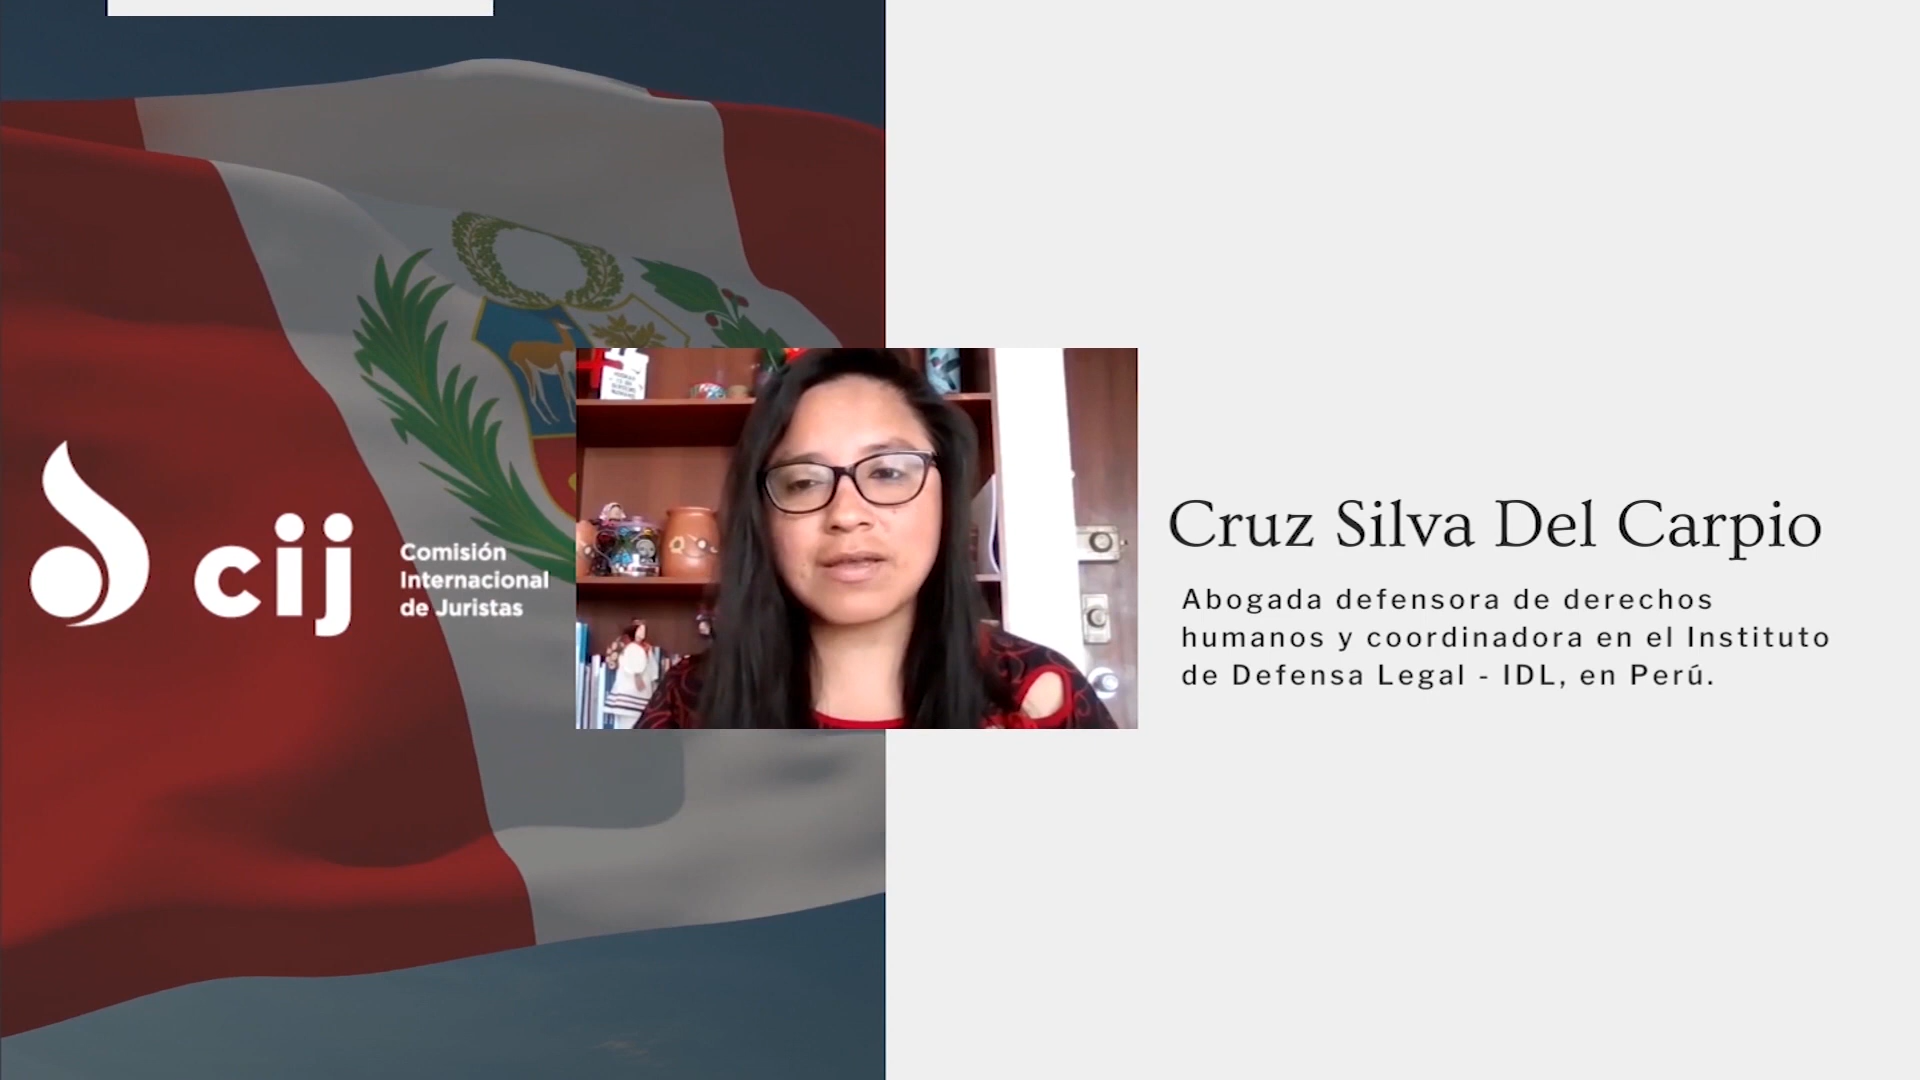 cij
Comisión
Internacional
de Juristas
Cruz Silva Del Carpio
Abogada defensora de derechos
humanos y coordinadora en el Instituto
de Defensa Legal - IDL, en Perú.